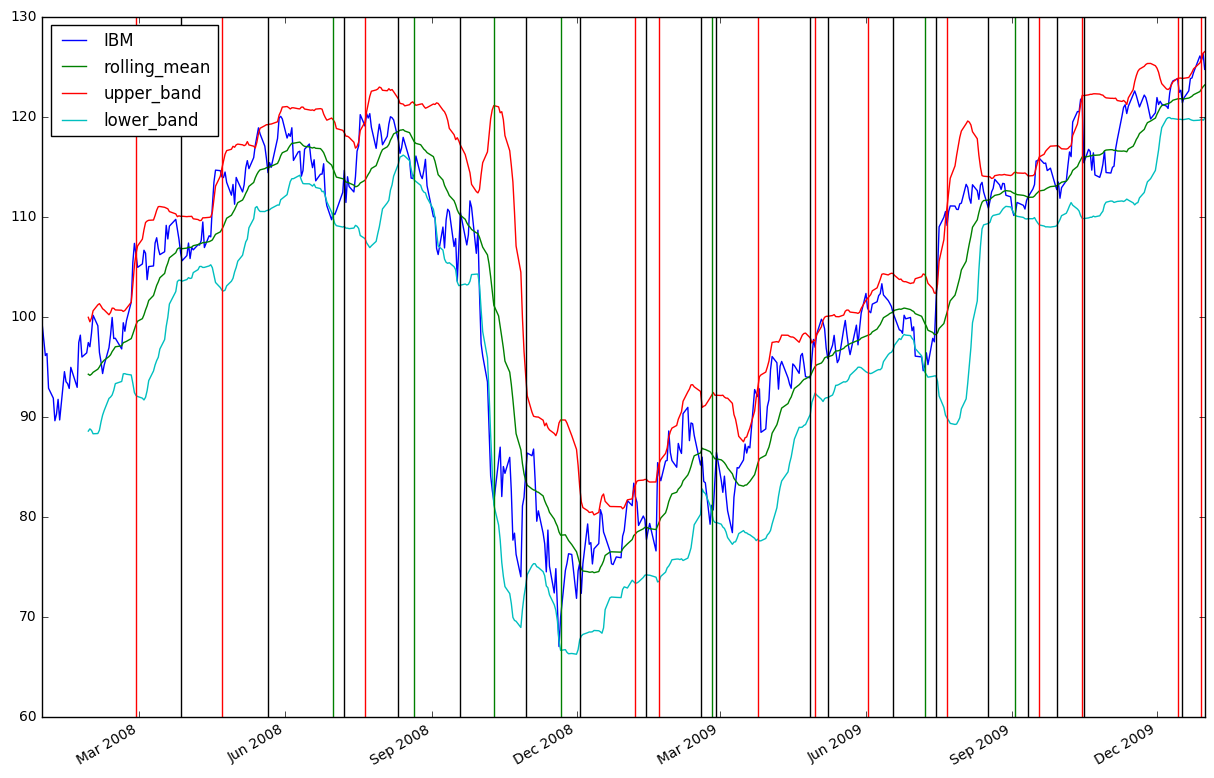 130
120
110
100
90
80
70
60
IBM
rolling_mean
upper_band
lower_band
Mar 2008
Jun 2008
Sep 2008
Dec 2008
Mar 2009
Jun 2009
Sep 2009
Dec 2009